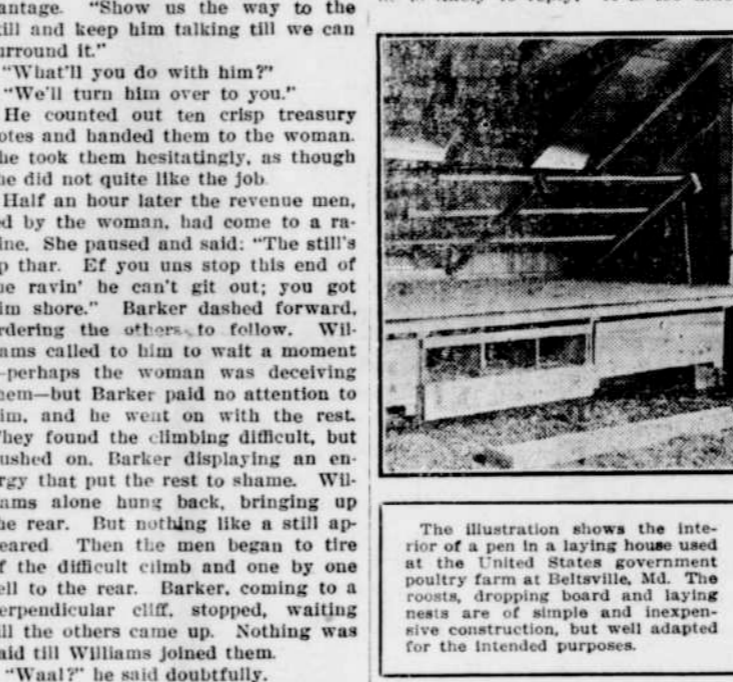 antage. "Show us the way to the
till and keep him talking till we can
urround it."
"What'll you do with him?"
"We'll turn him over to you."
He counted out ten crisp treasury
otes and handed them to the woman.
he took them hesitatingly, as though
he did not quite like the job.
Half an hour later the revenue men,
ed by the woman, had come to a ra-
ine. She paused and said: "The still's
p thar. Ef you uns stop this end of
he ravin' he can't git out; you got
im shore." Barker dashed forward,
rdering the others to follow. Wil-
ams called to him to wait a moment
—perhaps the woman was deceiving
hem—but Barker paid no attention to
im, and he went on with the rest.
They found the climbing difficult, but
ushed on, Barker displaying an en-
rgy that put the rest to shame. Wil-
ams alone hung back, bringing up
he rear. But nothing like a still ap-
eared. Then the men began to tire
f the difficult climb and one by one
ell to the rear. Barker, coming to a
erpendicular cliff, stopped, waiting
ill the others came up. Nothing was
aid till Williams joined them.
"Waal?" he said doubtfully.
The illustration shows the inte-
rior of a pen in a laying house used
at the United States government
poultry farm at Beltsville, Md. The
roosts, dropping board and laying
nests are of simple and inexpen-
sive construction, but well adapted
for the intended purposes.